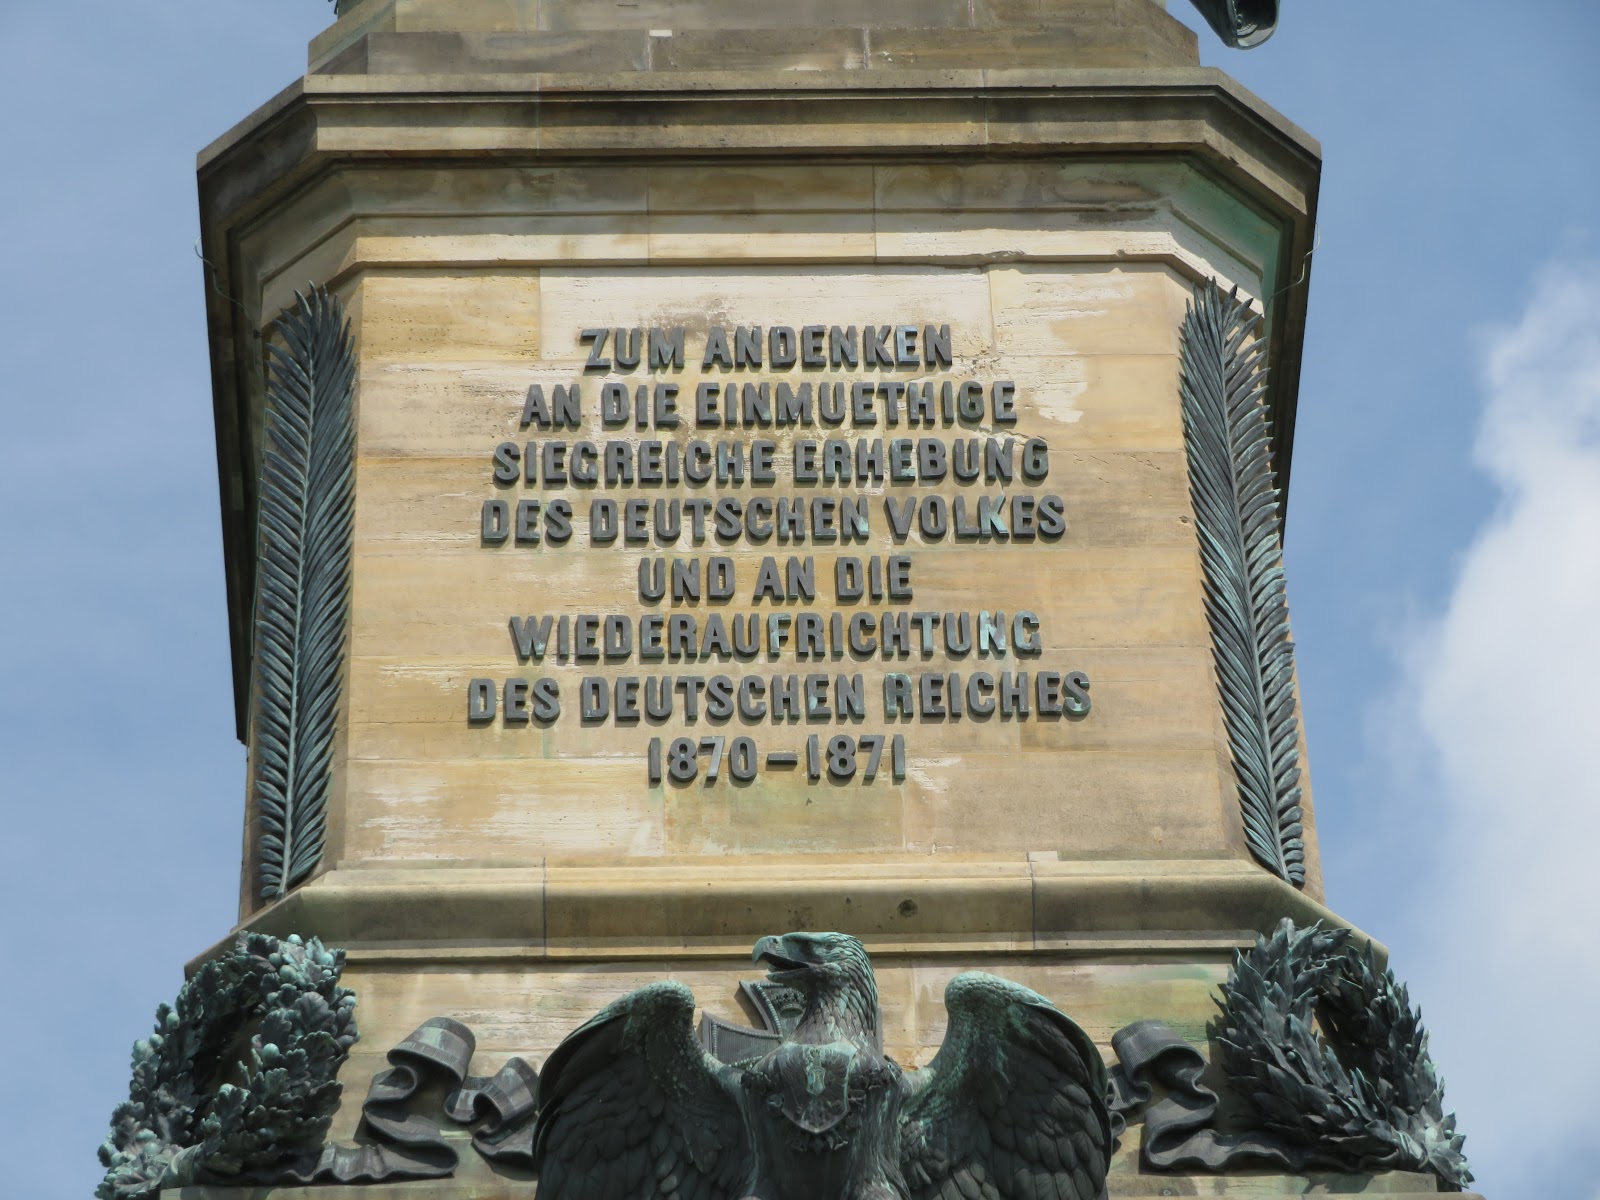 ZUM ANDENKEN
AN DIE EINMUETHIGE
SIEGREICHE ERHEBUNG
DES DEUTSCHEN VOLKES
UND AN DIE
WIEDERAUFRICHTUNG
DES DEUTSCHEN REICHES
1870-1871